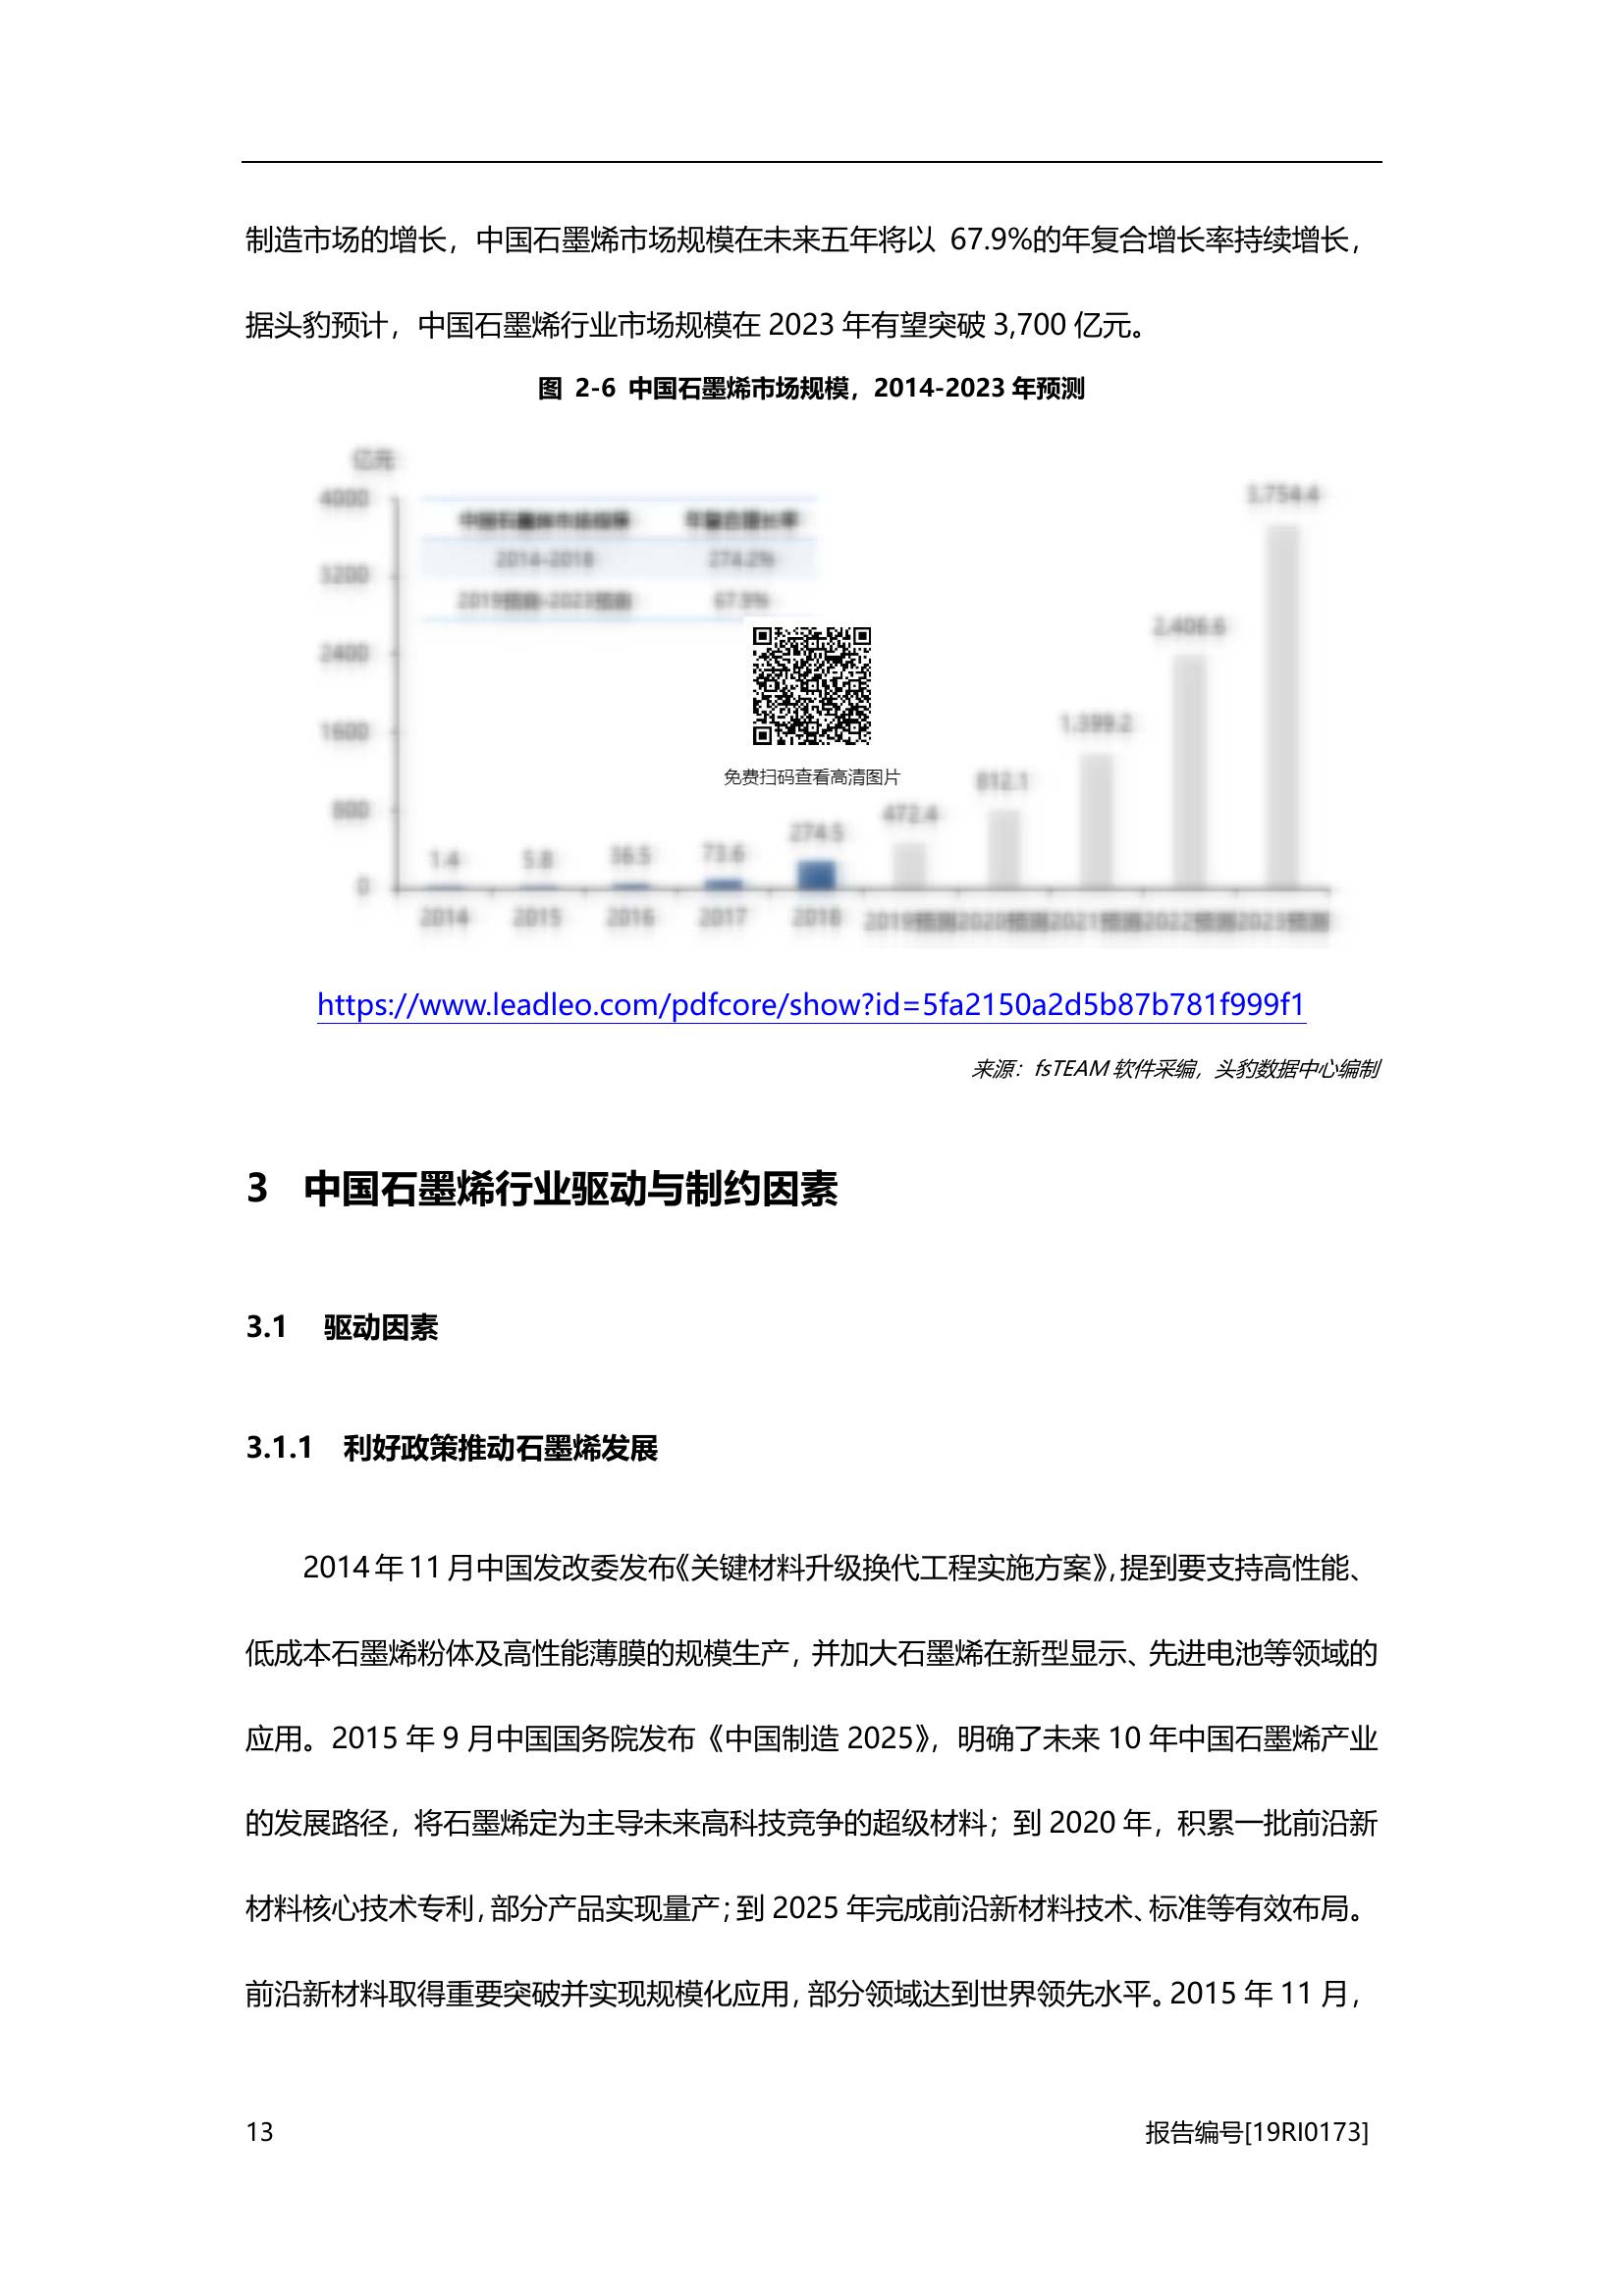 制造市场的增长，中国石墨烯市场规模在未来五年将以 67.9%的年复合增长率持续增长，
据头豹预计，中国石墨烯行业市场规模在 2023 年有望突破 3,700 亿元。
图 2-6 中国石墨烯市场规模，2014-2023 年预测
亿元
4000
3200
2400
1600
800
0
中国石墨烯市场规模 年复合增长率
2014-2018 274.2%
2019预测-2023预测 67.9%
免费扫码查看高清图片
1.4 5.8 73.6 274.5 472.4 812.1 1,399.2 2,406.6 3,754.4
2014 2015 2016 2017 2018 2019预测 2020预测 2021预测 2022预测 2023预测
https://www.leadleo.com/pdfcore/show?id=5fa2150a2d5b87b781f999f1
来源：fsTEAM 软件采编，头豹数据中心编制
3 中国石墨烯行业驱动与制约因素
3.1 驱动因素
3.1.1 利好政策推动石墨烯发展
2014 年 11 月中国发改委发布《关键材料升级换代工程实施方案》，提到要支持高性能、
低成本石墨烯粉体及高性能薄膜的规模生产，并加大石墨烯在新型显示、先进电池等领域的
应用。2015 年 9 月中国国务院发布《中国制造 2025》，明确了未来 10 年中国石墨烯产业
的发展路径，将石墨烯定为主导未来高科技竞争的超级材料；到 2020 年，积累一批前沿新
材料核心技术专利，部分产品实现量产；到 2025 年完成前沿新材料技术、标准等有效布局。
前沿新材料取得重要突破并实现规模化应用，部分领域达到世界领先水平。2015 年 11 月，
13 报告编号[19RI0173]